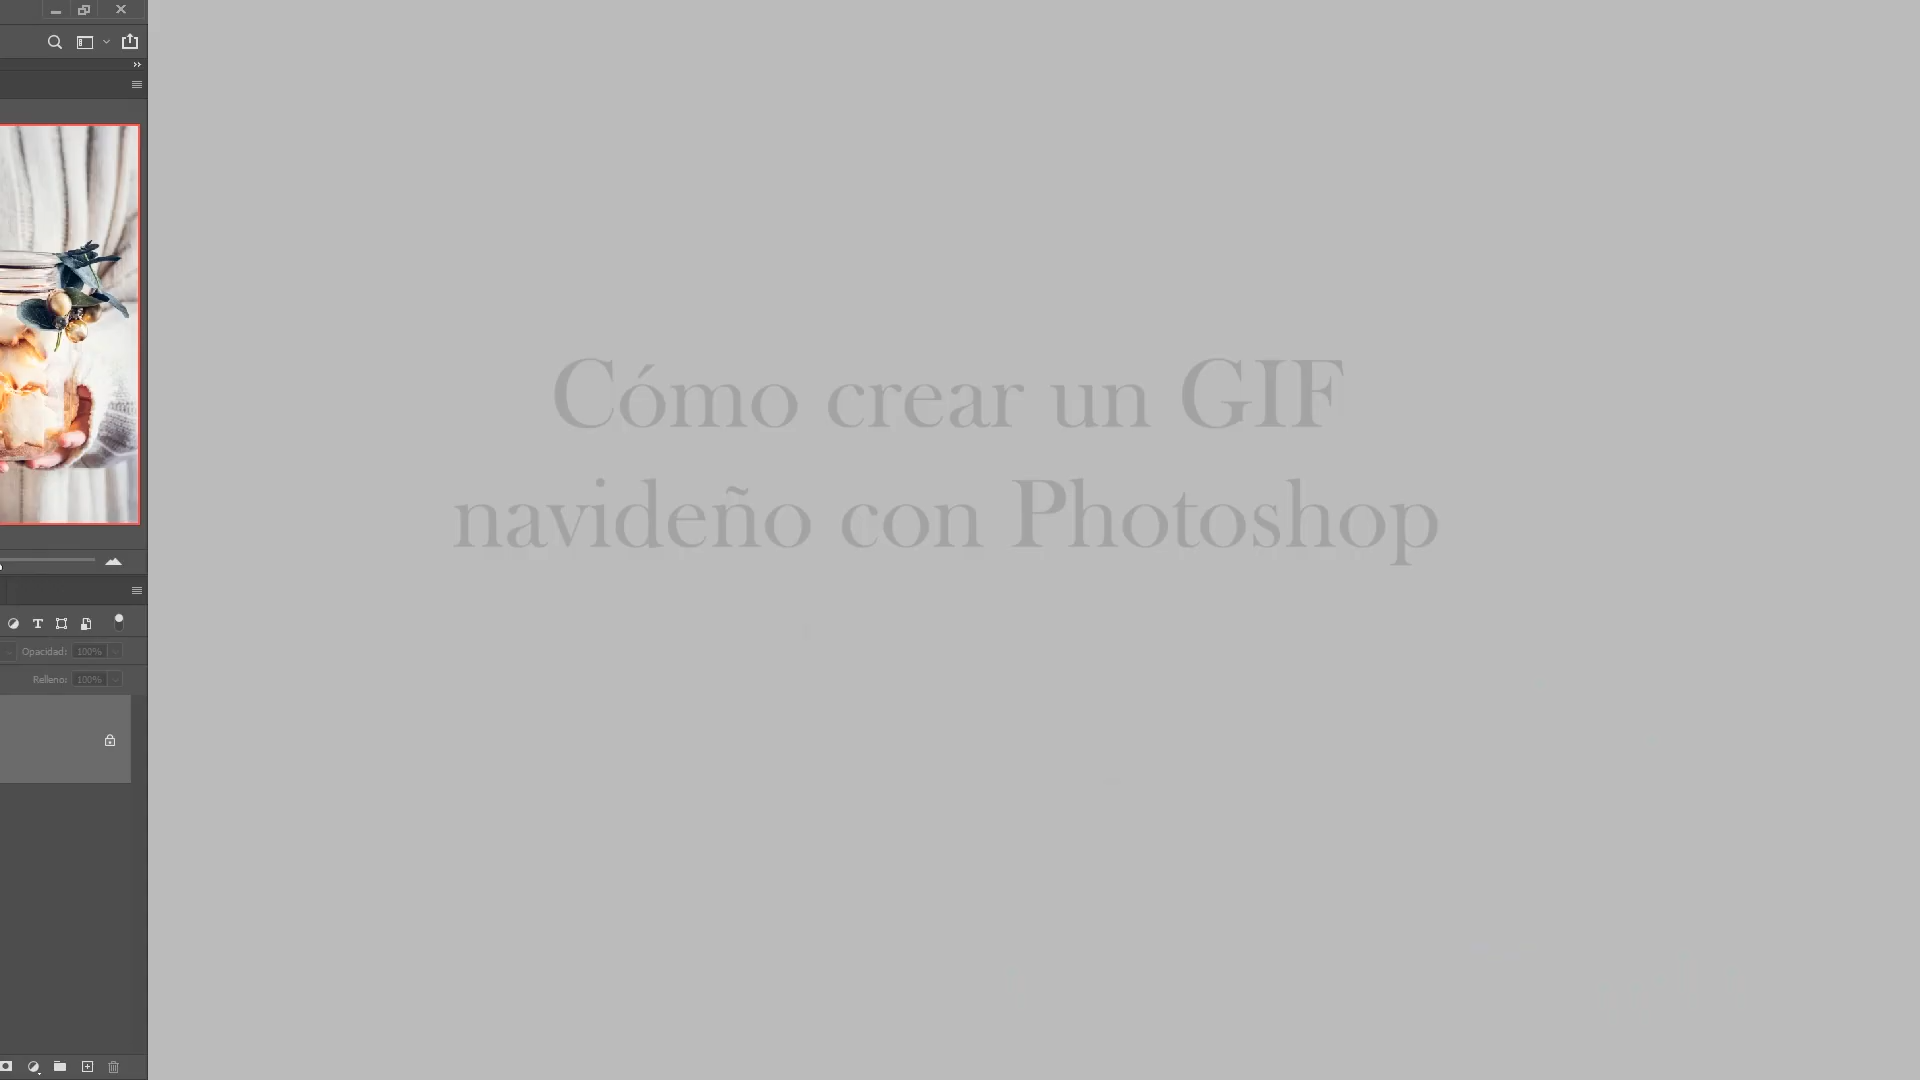 Cómo crear un GIF
navideño con Photoshop
Opacidad: 100%
Relleno: 100%